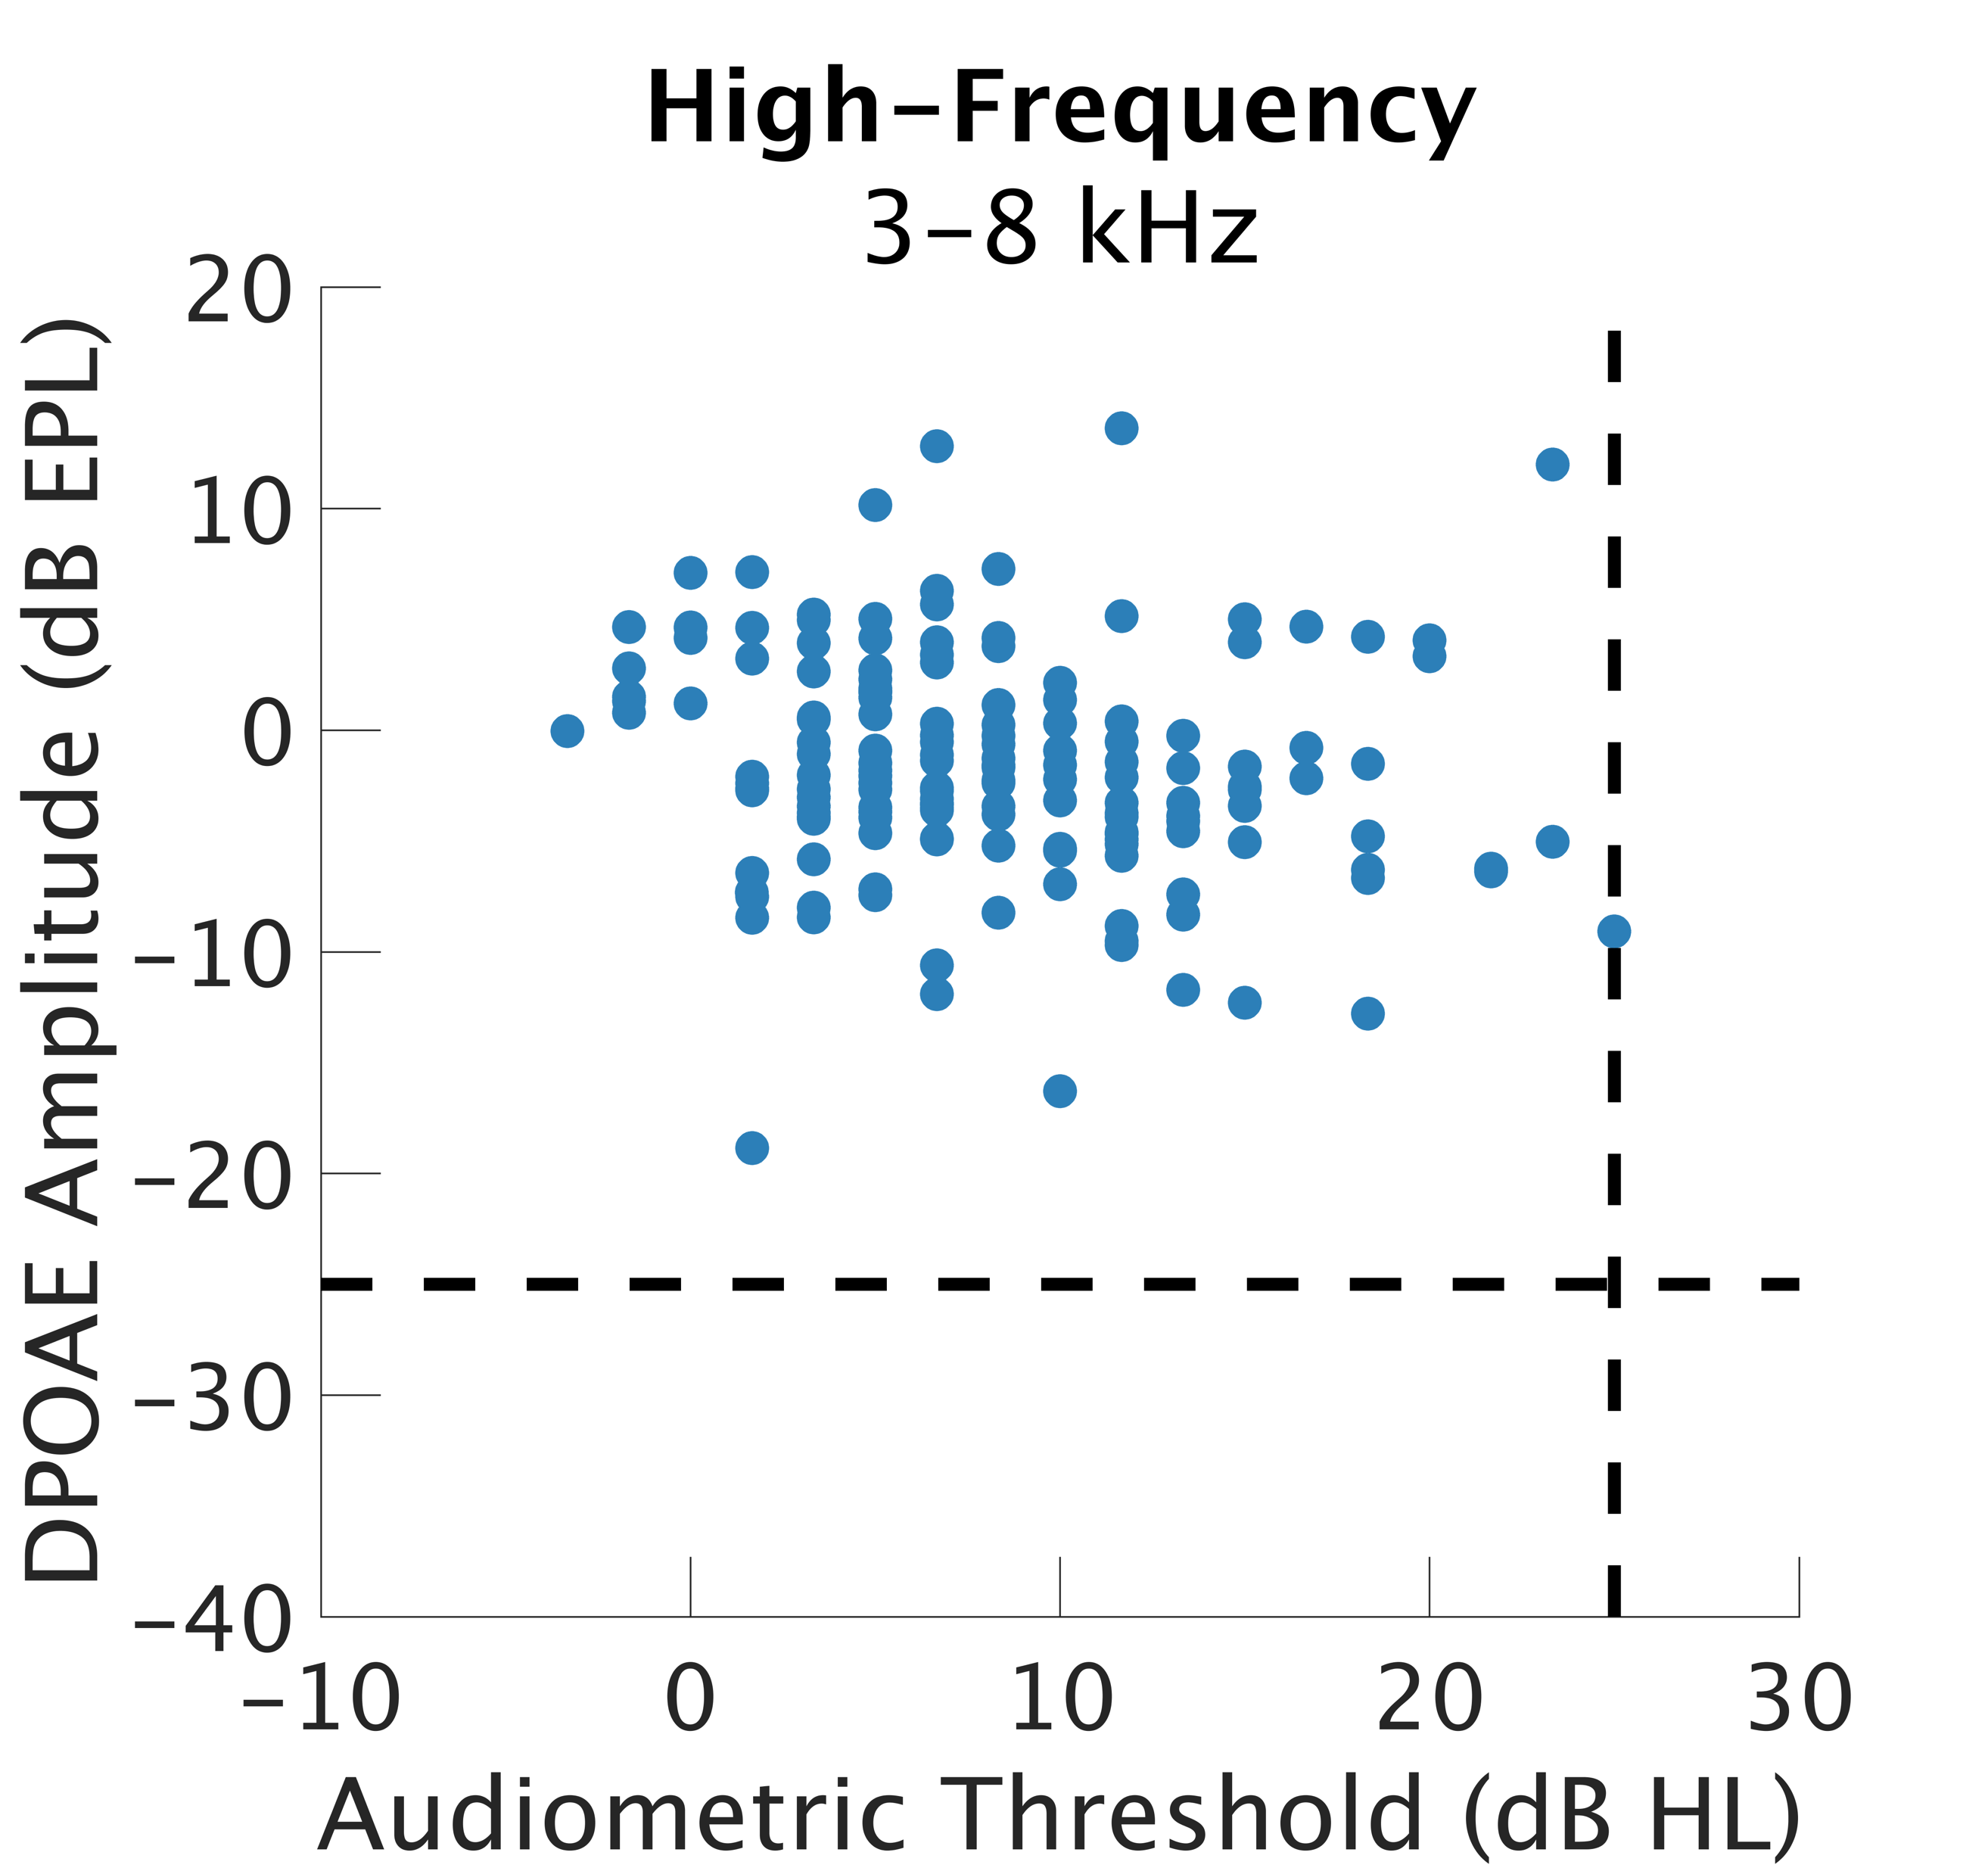 High–Frequency
3–8 kHz
DPOAE Amplitude (dB EPL)
20
10
0
−10
−20
−30
−40
−10 0 10 20 30
Audiometric Threshold (dB HL)